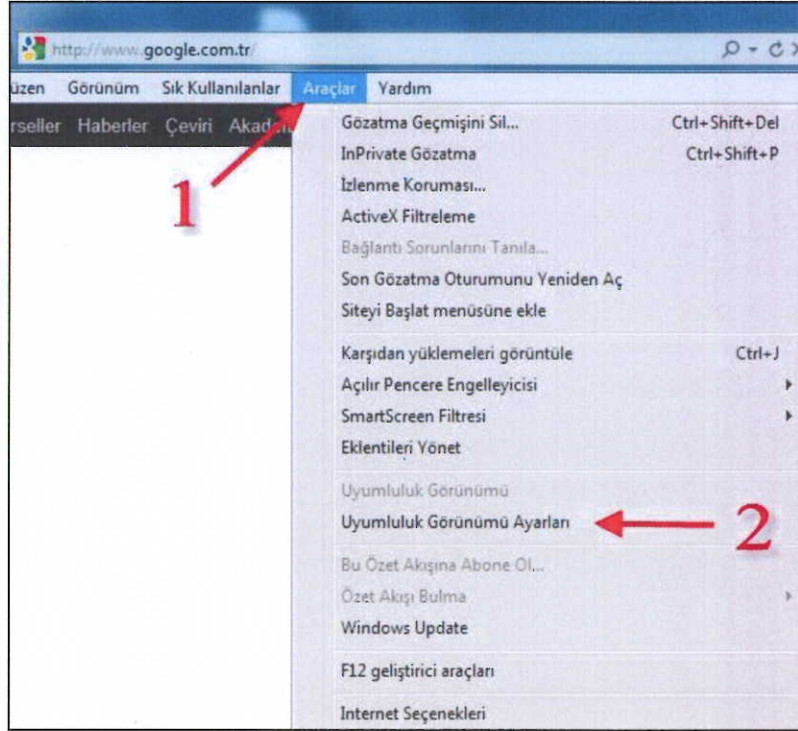 http://www.google.com.tr/
Görünüm Sık Kullanılanlar Araçlar Yardım
Haberler Çeviri
1
Gözatma Geçmişini Sil... Ctrl+Shift+Del
InPrivate Gözatma Ctrl+Shift+P
İzlenme Koruması...
ActiveX Filtreleme
Bağlantı Sorunlarını Tanıla...
Son Gözatma Oturumunu Yeniden Aç
Siteyi Başlat menüsüne ekle
Karşıdan yüklemeleri görüntüle Ctrl+J
Açılır Pencere Engelleyicisi
SmartScreen Filtresi
Eklentileri Yönet
Uyumluluk Görünümü
Uyumluluk Görünümü Ayarları
2
Bu Özet Akışına Abone Ol...
Özet Akışı Bulma
Windows Update
F12 geliştirici araçları
Internet Seçenekleri